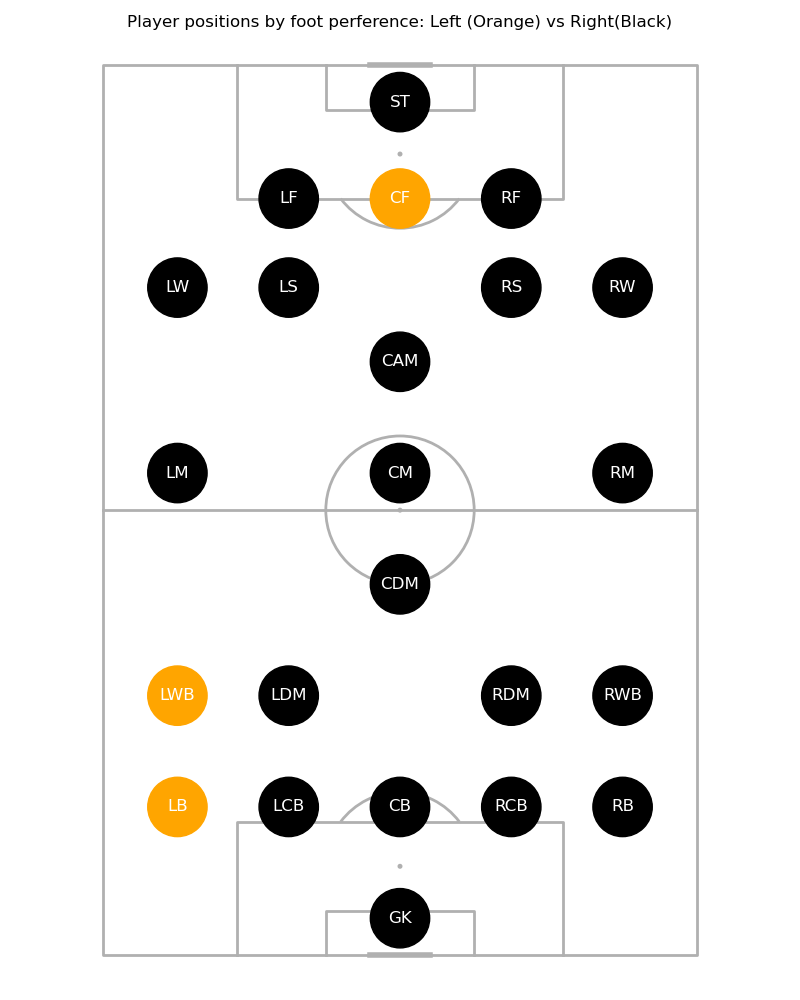 Player positions by foot perference: Left (Orange) vs Right(Black)
ST
LF CF RF
LW LS RS RW
CAM
LM CM RM
CDM
LWB LDM RDM RWB
LB LCB CB RCB RB
GK